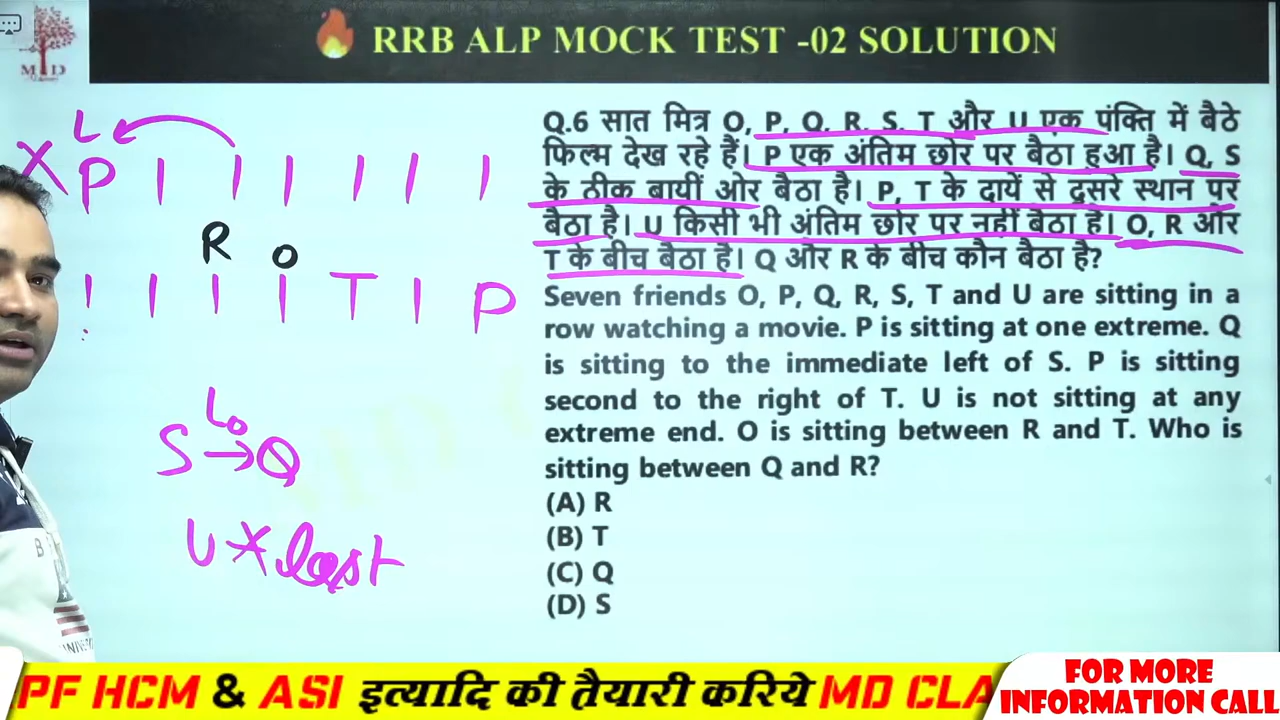 RRB ALP MOCK TEST -02 SOLUTION
MD
L
X P | | | | | |
R O
| | | | T | P
S → Q
U X last
Q.6 सात मित्र O, P, Q, R, S, T और U एक पंक्ति में बैठे
फिल्म देख रहे हैं। P एक अंतिम छोर पर बैठा हुआ है। Q, S
के ठीक बायीं ओर बैठा है। P, T के दायें से दुसरे स्थान पर
बैठा है। U किसी भी अंतिम छोर पर नहीं बैठा है। O, R और
T के बीच बैठा है। Q और R के बीच कौन बैठा है?
Seven friends O, P, Q, R, S, T and U are sitting in a
row watching a movie. P is sitting at one extreme. Q
is sitting to the immediate left of S. P is sitting
second to the right of T. U is not sitting at any
extreme end. O is sitting between R and T. Who is
sitting between Q and R?
(A) R
(B) T
(C) Q
(D) S
PF HCM & ASI इत्यादि की तैयारी करिये MD CLA
FOR MORE
INFORMATION CALL